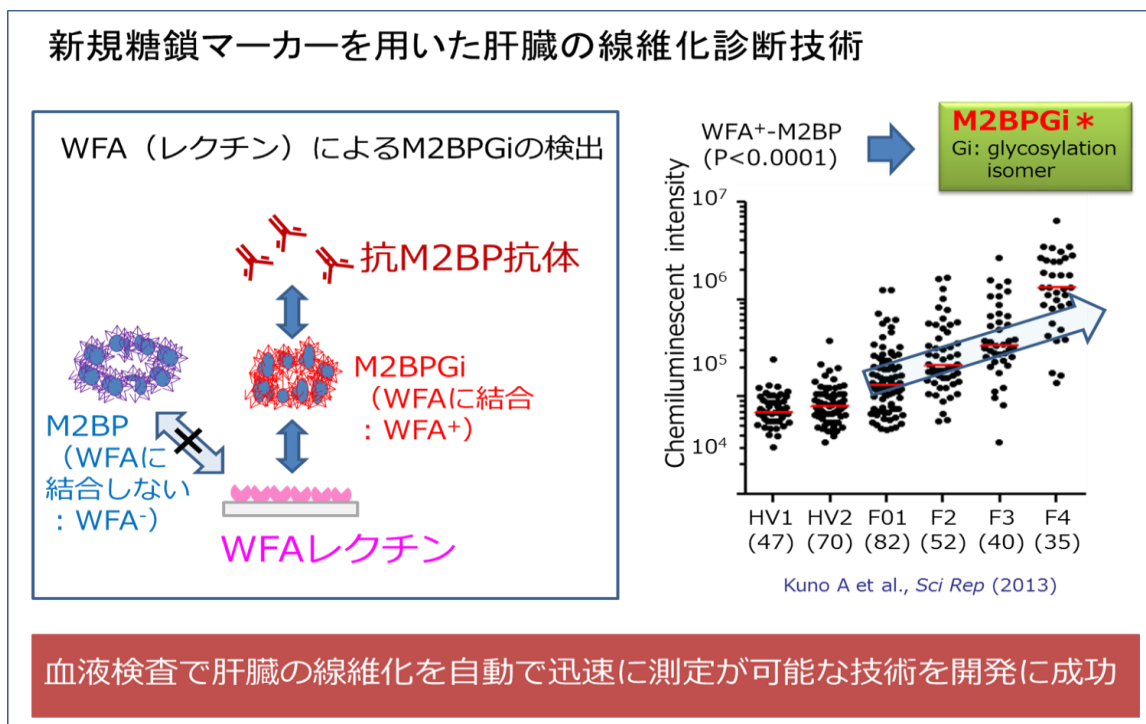 新規糖鎖マーカーを用いた肝臓の線維化診断技術
WFA（レクチン）によるM2BPGiの検出
抗M2BP抗体
M2BPGi
（WFAに結合
：WFA⁺）
M2BP
（WFAに
結合しない
：WFA⁻）
WFAレクチン
WFA⁺-M2BP
(P<0.0001)
M2BPGi＊
Gi: glycosylation
isomer
Chemiluminescent intensity
10⁷
10⁶
10⁵
10⁴
HV1 HV2 F01 F2 F3 F4
(47) (70) (82) (52) (40) (35)
Kuno A et al., Sci Rep (2013)
血液検査で肝臓の線維化を自動で迅速に測定が可能な技術を開発に成功